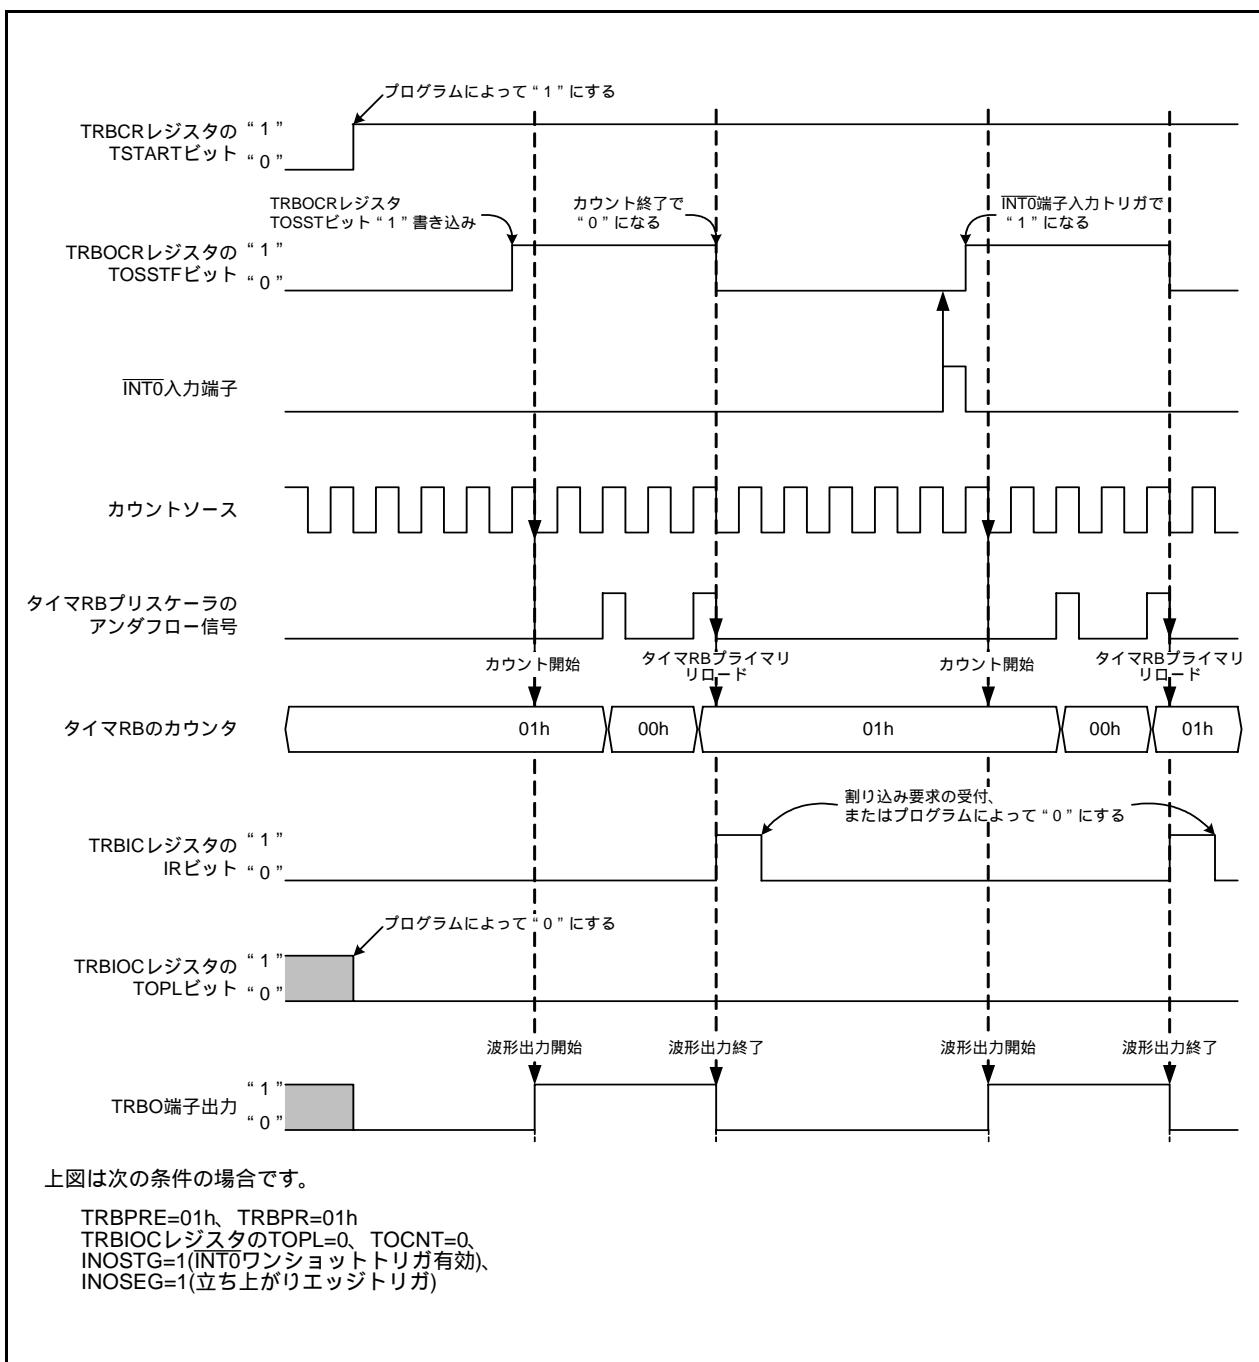 プログラムによって“1”にする
TRBCRレジスタの
TSTARTビット
“1”
“0”
TRBOCRレジスタ
TOSSTビット“1”書き込み
カウント終了で
“0”になる
INT0端子入力トリガで
“1”になる
TRBOCRレジスタの
TOSSTFビット
“1”
“0”
INT0入力端子
カウントソース
タイマRBプリスケーラの
アンダフロー信号
カウント開始
タイマRBプライマリ
リロード
カウント開始
タイマRBプライマリ
リロード
タイマRBのカウンタ
01h
00h
01h
00h
01h
割り込み要求の受付、
またはプログラムによって“0”にする
TRBICレジスタの
IRビット
“1”
“0”
プログラムによって“0”にする
TRBIOCレジスタの
TOPLビット
“1”
“0”
波形出力開始
波形出力終了
波形出力開始
波形出力終了
TRBO端子出力
“1”
“0”
上図は次の条件の場合です。
TRBPRE=01h、TRBPR=01h
TRBIOCレジスタのTOPL=0、TOCNT=0、
INOSTG=1(INT0ワンショットトリガ有効)、
INOSEG=1(立ち上がりエッジトリガ)